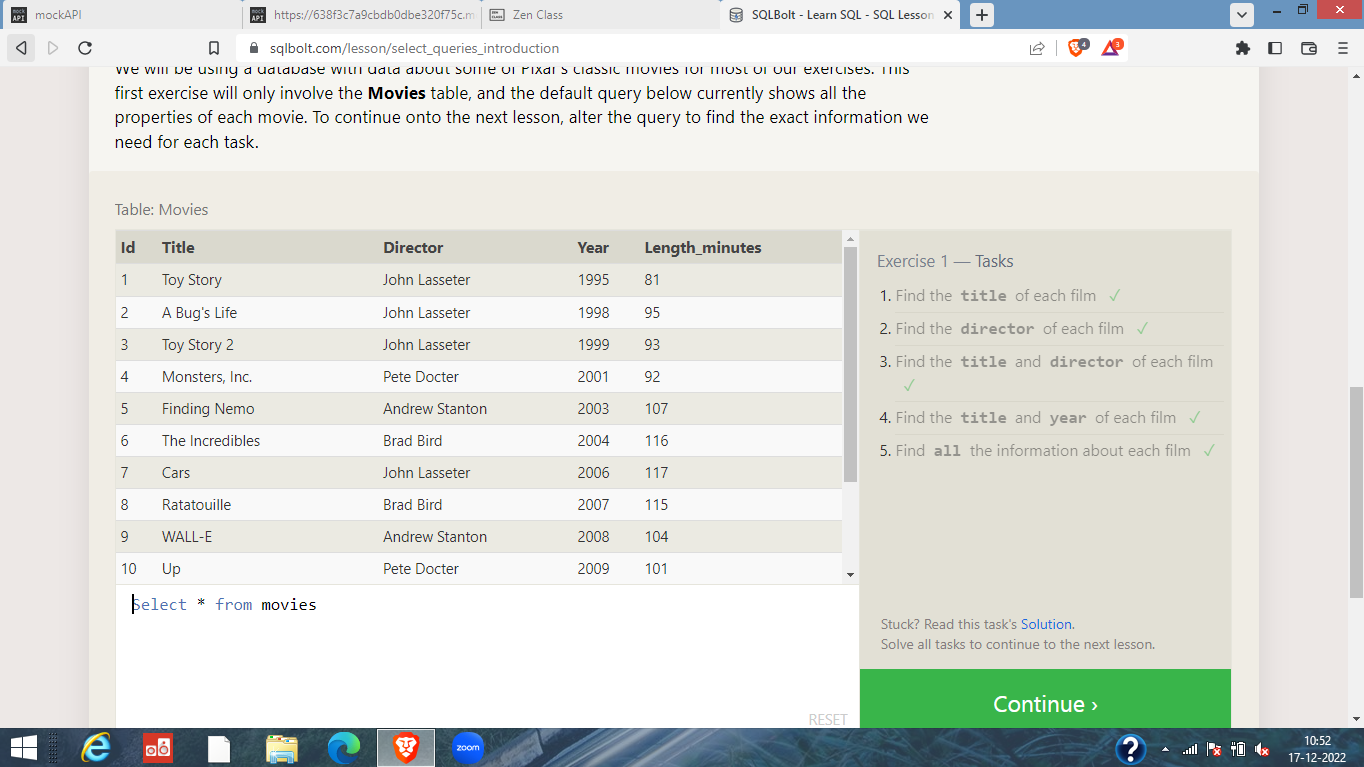 mockAPI
https://638f3c7a9cbdb0dbe320f75c.m
Zen Class
SQLBolt - Learn SQL - SQL Lesson
sqlbolt.com/lesson/select_queries_introduction
4
3
We will be using a database with data about some of Pixar's classic movies for most of our exercises. This
first exercise will only involve the Movies table, and the default query below currently shows all the
properties of each movie. To continue onto the next lesson, alter the query to find the exact information we
need for each task.
Table: Movies
Id Title Director Year Length_minutes
1 Toy Story John Lasseter 1995 81
2 A Bug's Life John Lasseter 1998 95
3 Toy Story 2 John Lasseter 1999 93
4 Monsters, Inc. Pete Docter 2001 92
5 Finding Nemo Andrew Stanton 2003 107
6 The Incredibles Brad Bird 2004 116
7 Cars John Lasseter 2006 117
8 Ratatouille Brad Bird 2007 115
9 WALL-E Andrew Stanton 2008 104
10 Up Pete Docter 2009 101
Select * from movies
RESET
Exercise 1 — Tasks
1. Find the title of each film ✓
2. Find the director of each film ✓
3. Find the title and director of each film
✓
4. Find the title and year of each film ✓
5. Find all the information about each film ✓
Stuck? Read this task's Solution.
Solve all tasks to continue to the next lesson.
Continue ›
zoom
10:52
17-12-2022